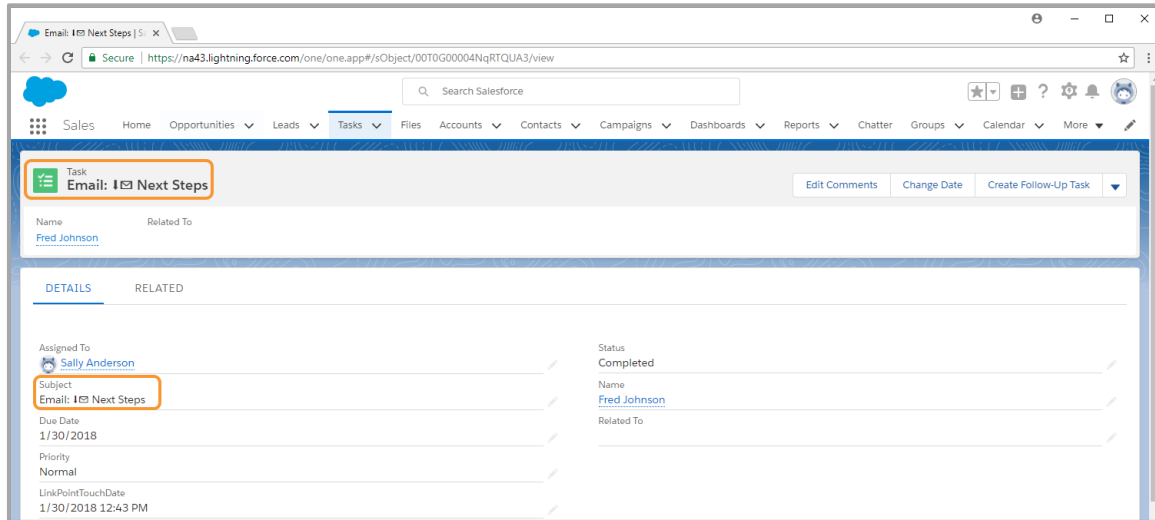 Email: ⬇✉ Next Steps | Sa
Secure | https://na43.lightning.force.com/one/one.app#/sObject/00T0G00004NqRTQUA3/view
Search Salesforce
Sales Home Opportunities Leads Tasks Files Accounts Contacts Campaigns Dashboards Reports Chatter Groups Calendar More
Task
Email: ⬇✉ Next Steps
Edit Comments Change Date Create Follow-Up Task
Name Related To
Fred Johnson
DETAILS RELATED
Assigned To
Sally Anderson
Subject
Email: ⬇✉ Next Steps
Due Date
1/30/2018
Priority
Normal
LinkPointTouchDate
1/30/2018 12:43 PM
Status
Completed
Name
Fred Johnson
Related To